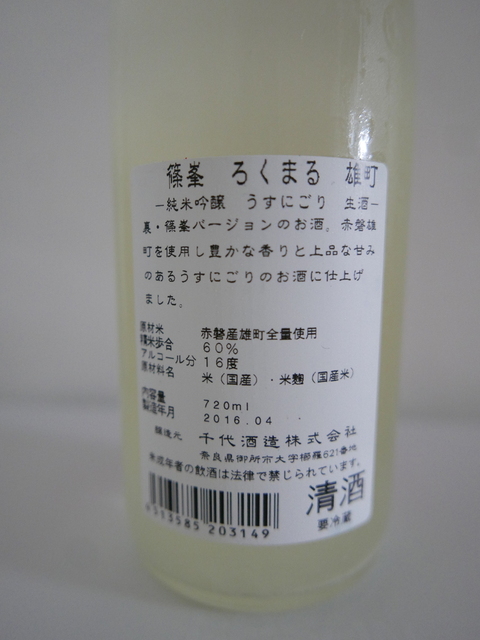 篠峯 ろくまる 雄町
−純米吟醸 うすにごり 生酒−
裏・篠峯バージョンのお酒。赤磐雄
町を使用し豊かな香りと上品な甘み
のあるうすにごりのお酒に仕上げ
ました。
原材米 赤磐産雄町全量使用
精米歩合 60%
アルコール分 16度
原材料名 米（国産）・米麹（国産米）
内容量 720ml
製造年月 2016.04
醸造元 千代酒造株式会社
奈良県御所市大字櫛羅621番地
未成年者の飲酒は法律で禁じられています。
清酒
要冷蔵
585 203149